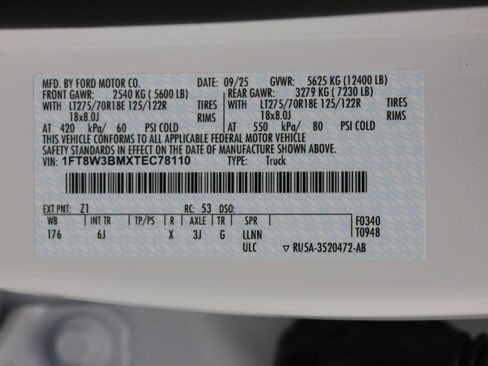 MFD. BY FORD MOTOR CO. DATE: 09/25 GVWR: 5625 KG (12400 LB)
FRONT GAWR: 2540 KG ( 5600 LB) REAR GAWR: 3279 KG ( 7230 LB)
WITH LT275/70R18E 125/122R TIRES WITH LT275/70R18E 125/122R TIRES
18x8.0J RIMS 18x8.0J RIMS
AT 420 kPa/ 60 PSI COLD AT 550 kPa/ 80 PSI COLD
THIS VEHICLE CONFORMS TO ALL APPLICABLE FEDERAL MOTOR VEHICLE
SAFETY STANDARDS IN EFFECT ON THE DATE OF MANUFACTURE SHOWN ABOVE.
VIN: 1FT8W3BMXTEC78110 TYPE: Truck
EXT PNT: Z1 RC: 53 DSO:
WB INT TR TP/PS R AXLE TR SPR F0340
176 6J X 3J G LLNN T0948
ULC ▽ RU5A-3520472-AB